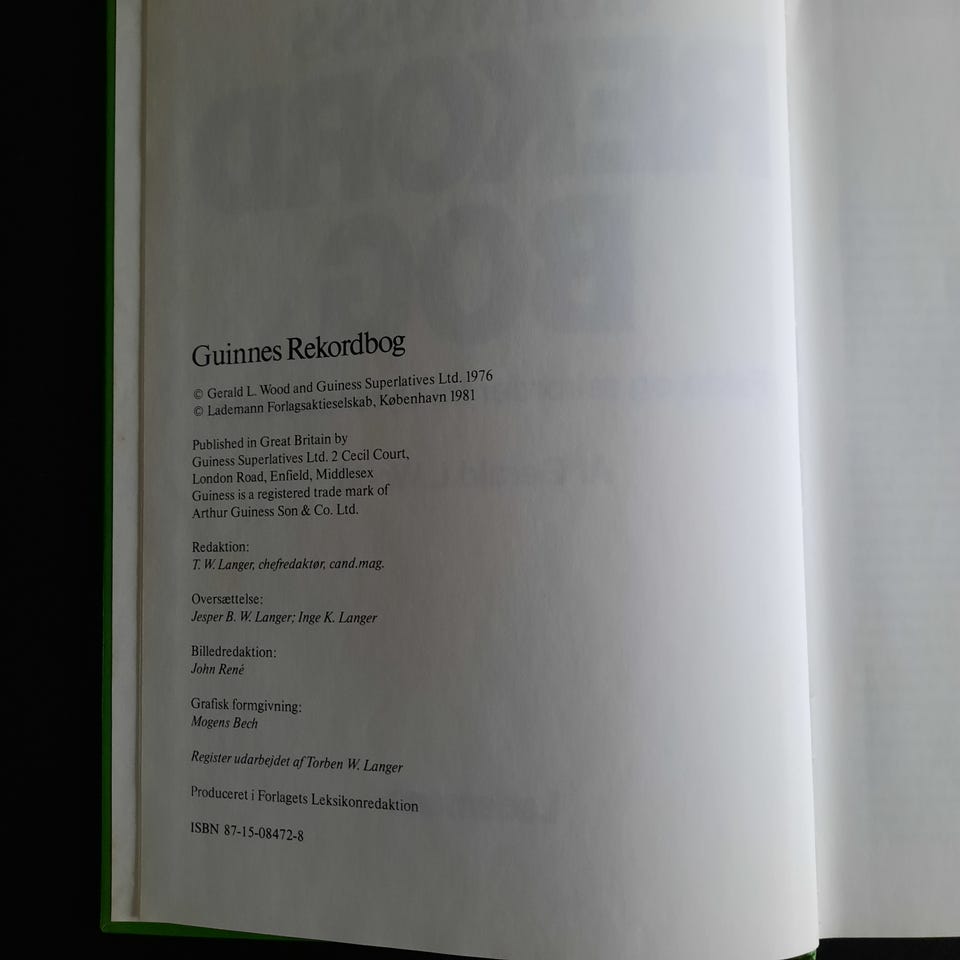 Guinnes Rekordbog
© Gerald L. Wood and Guiness Superlatives Ltd. 1976
© Lademann Forlagsaktieselskab, København 1981
Published in Great Britain by
Guiness Superlatives Ltd. 2 Cecil Court,
London Road, Enfield, Middlesex
Guiness is a registered trade mark of
Arthur Guiness Son & Co. Ltd.
Redaktion:
T. W. Langer, chefredaktør, cand.mag.
Oversættelse:
Jesper B. W. Langer; Inge K. Langer
Billedredaktion:
John René
Grafisk formgivning:
Mogens Bech
Register udarbejdet af Torben W. Langer
Produceret i Forlagets Leksikonredaktion
ISBN 87-15-08472-8
REKORD
BOG